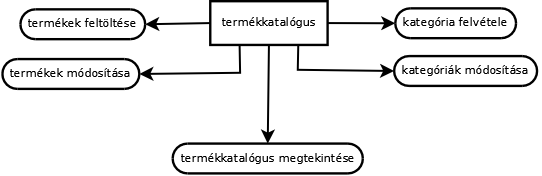 termékek feltöltése
termékkatalógus
kategória felvétele
termékek módosítása
kategóriák módosítása
termékkatalógus megtekintése